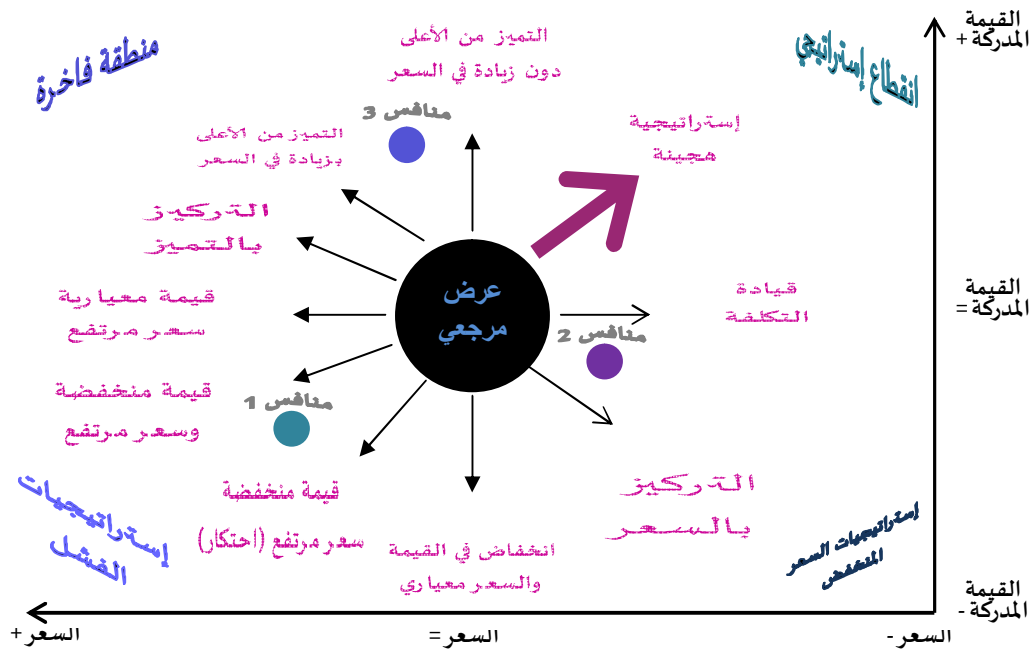 القيمة
المدركة +
انقطاع إستراتيجي
التميز من الأعلى
دون زيادة في السعر
منطقة فاخرة
إستراتيجية
هجينة
منافس 3
التميز من الأعلى
بزيادة في السعر
التركيز
بالتميز
القيمة
المدركة =
قيادة
التكلفة
عرض
مرجعي
قيمة معيارية
سعر مرتفع
منافس 2
قيمة منخفضة
وسعر مرتفع
منافس 1
التركيز
بالسعر
قيمة منخفضة
سعر مرتفع (احتكار)
انخفاض في القيمة
والسعر معياري
إستراتيجيات
الفشل
إستراتيجيات السعر
المنخفض
القيمة
المدركة -
السعر -
السعر =
السعر +